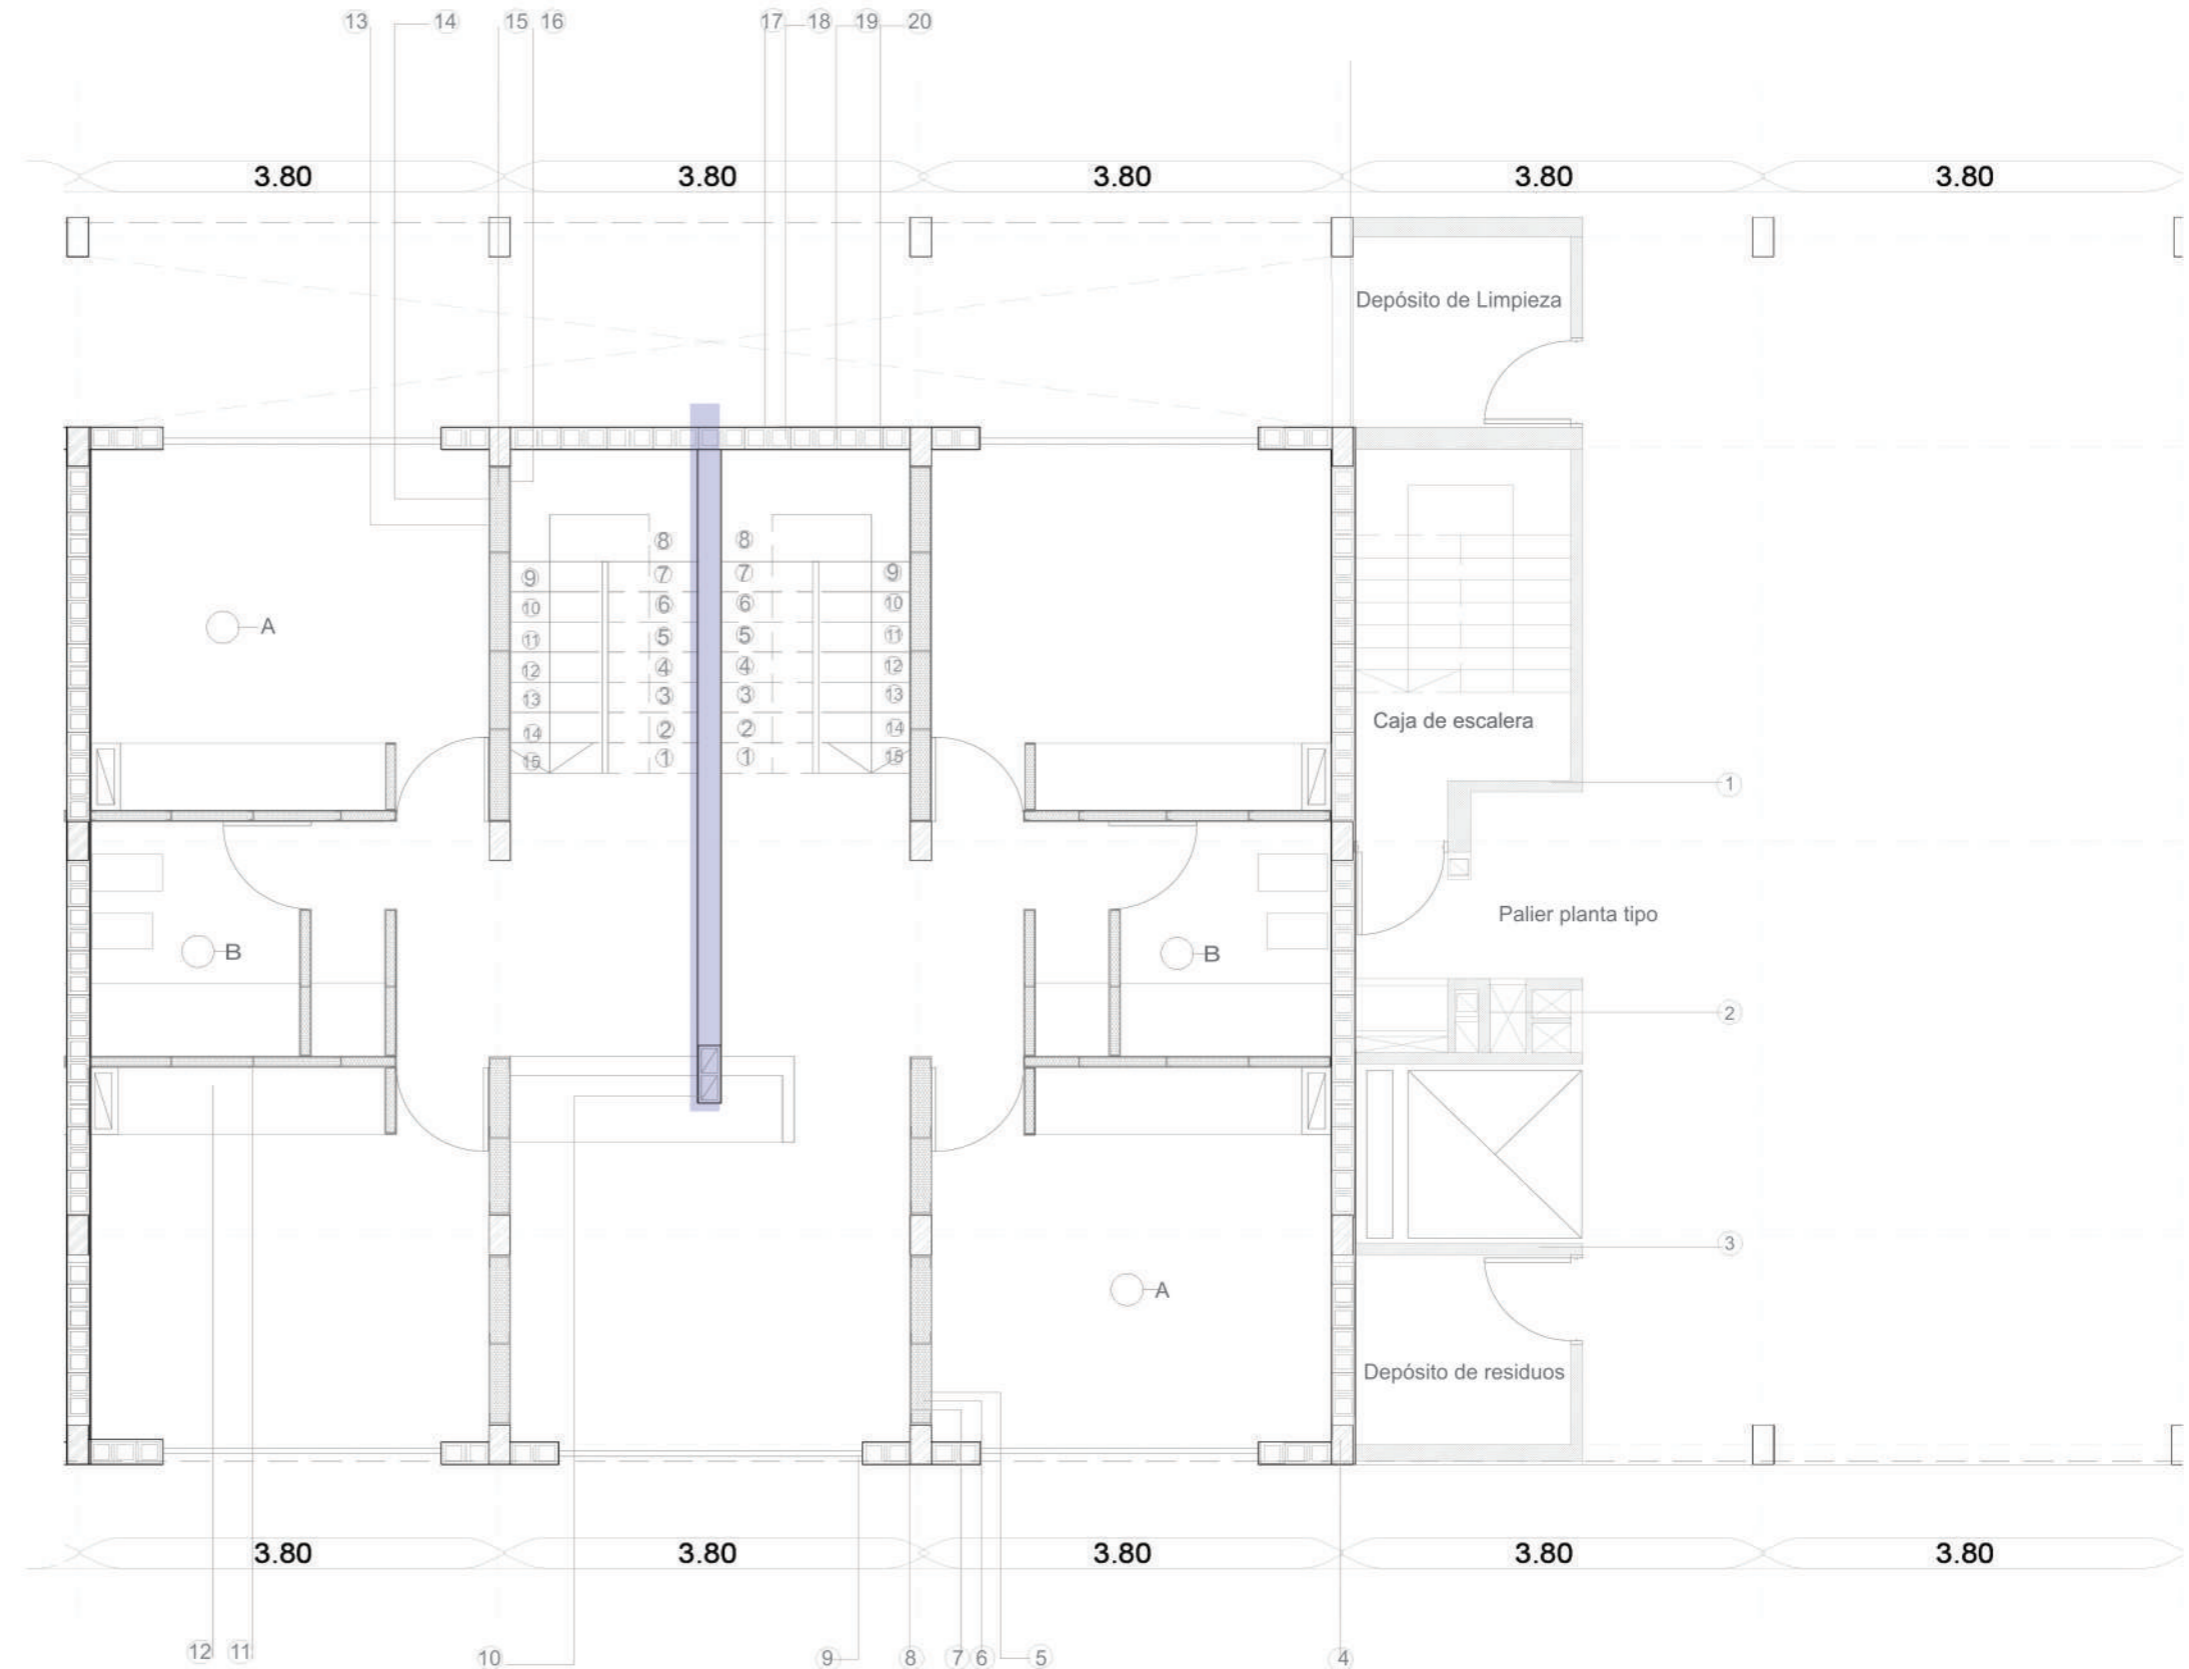 13 14 15 16 17 18 19 20
3.80 3.80 3.80 3.80 3.80
Depósito de Limpieza
8 8
9 7 7 9
10 6 6 10
11 5 5 11
A
12 4 4 12
13 3 3 13
Caja de escalera
14 2 2 14
15 1 1 15
1
Palier planta tipo
B B
2
3
A
Depósito de residuos
3.80 3.80 3.80 3.80 3.80
12 11 10 9 8 7 6 5 4